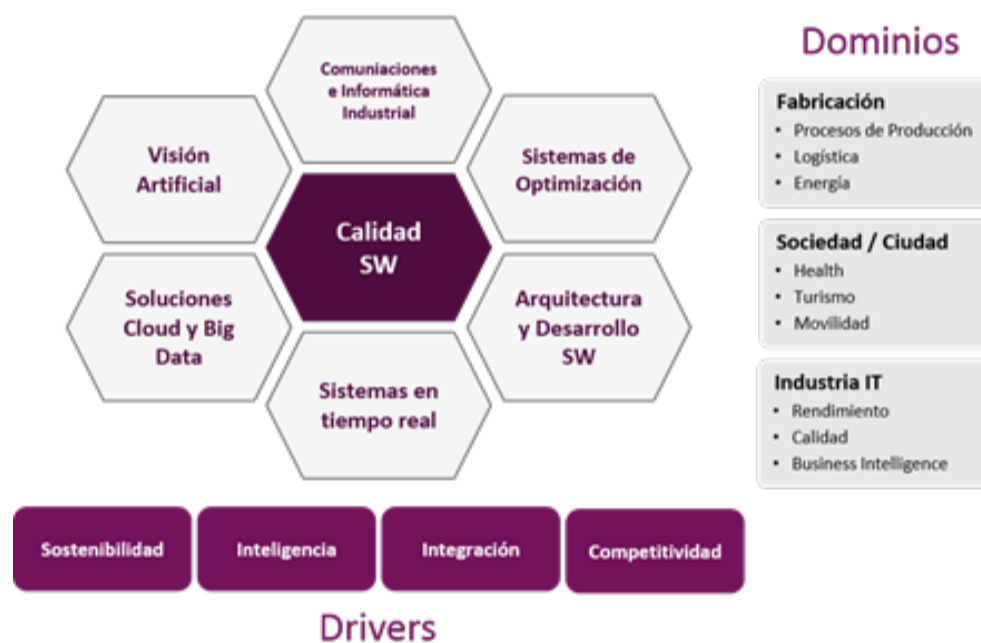 Comuniaciones
e Informática
Industrial
Visión
Artificial
Sistemas de
Optimización
Calidad
SW
Soluciones
Cloud y Big
Data
Arquitectura
y Desarrollo
SW
Sistemas en
tiempo real
Dominios
Fabricación
• Procesos de Producción
• Logística
• Energía
Sociedad / Ciudad
• Health
• Turismo
• Movilidad
Industria IT
• Rendimiento
• Calidad
• Business Intelligence
Sostenibilidad
Inteligencia
Integración
Competitividad
Drivers